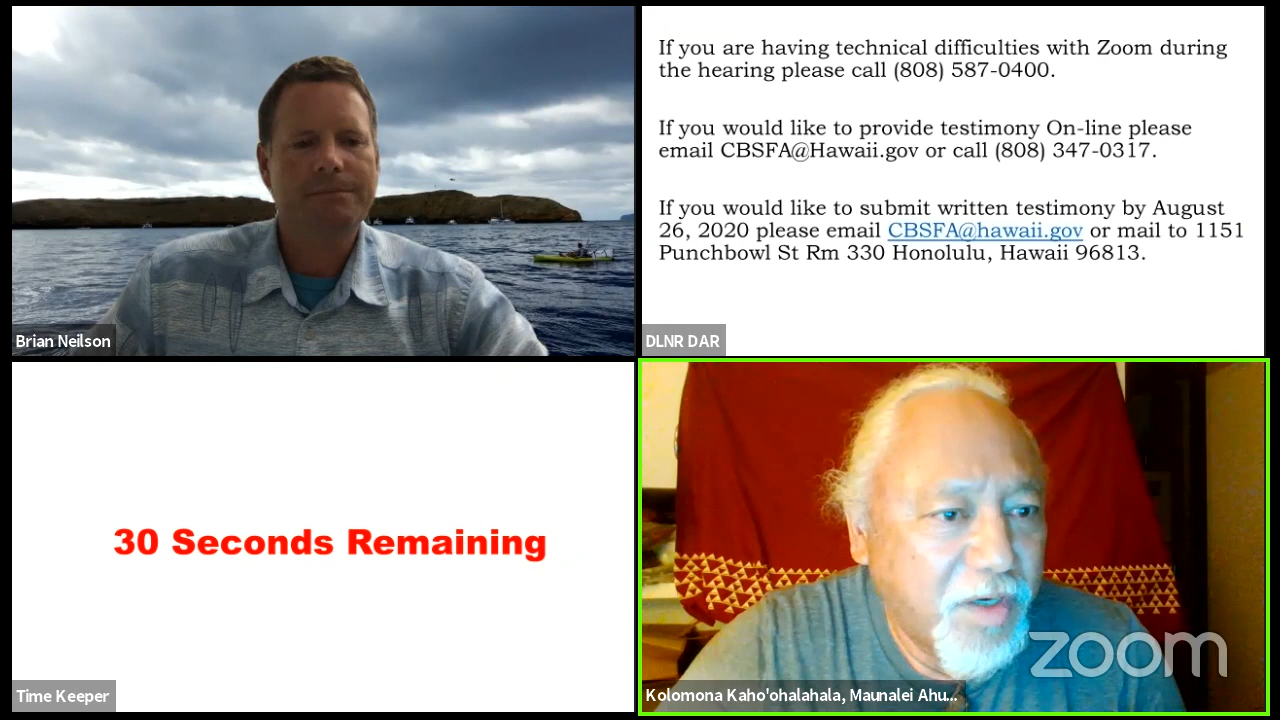 If you are having technical difficulties with Zoom during
the hearing please call (808) 587-0400.
If you would like to provide testimony On-line please
email CBSFA@Hawaii.gov or call (808) 347-0317.
If you would like to submit written testimony by August
26, 2020 please email CBSFA@hawaii.gov or mail to 1151
Punchbowl St Rm 330 Honolulu, Hawaii 96813.
Brian Neilson
DLNR DAR
30 Seconds Remaining
zoom
Time Keeper
Kolomona Kaho'ohalahala, Maunalei Ahu...